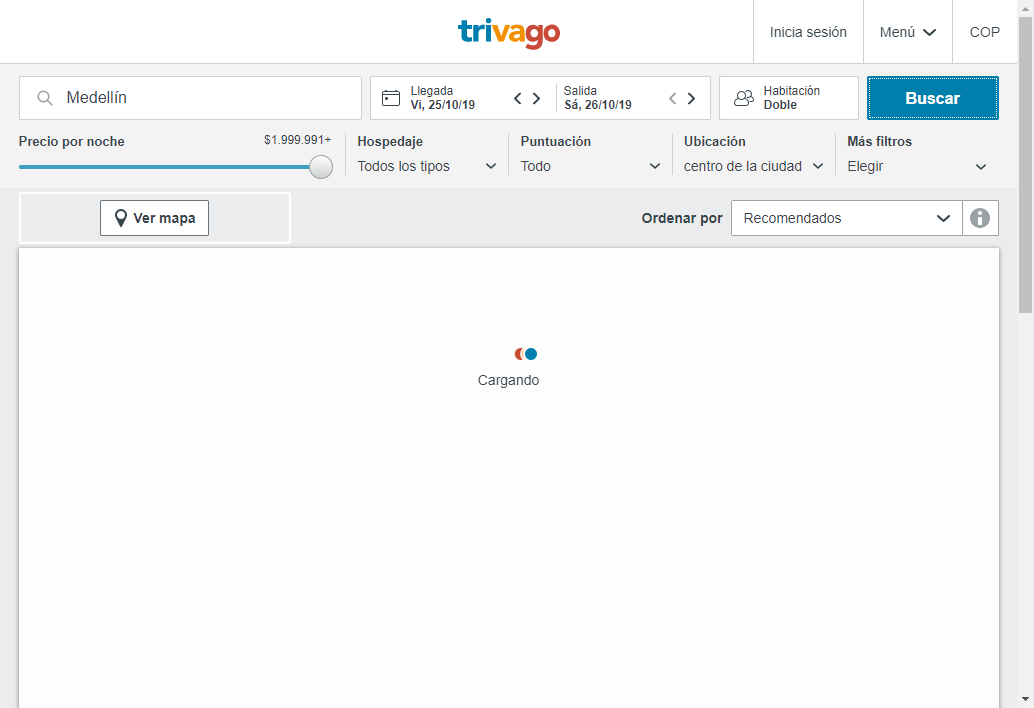 trivago
Inicia sesión
Menú
COP
Medellín
Llegada
Vi, 25/10/19
Salida
Sá, 26/10/19
Habitación
Doble
Buscar
Precio por noche
$1.999.991+
Hospedaje
Todos los tipos
Puntuación
Todo
Ubicación
centro de la ciudad
Más filtros
Elegir
Ver mapa
Ordenar por
Recomendados
Cargando